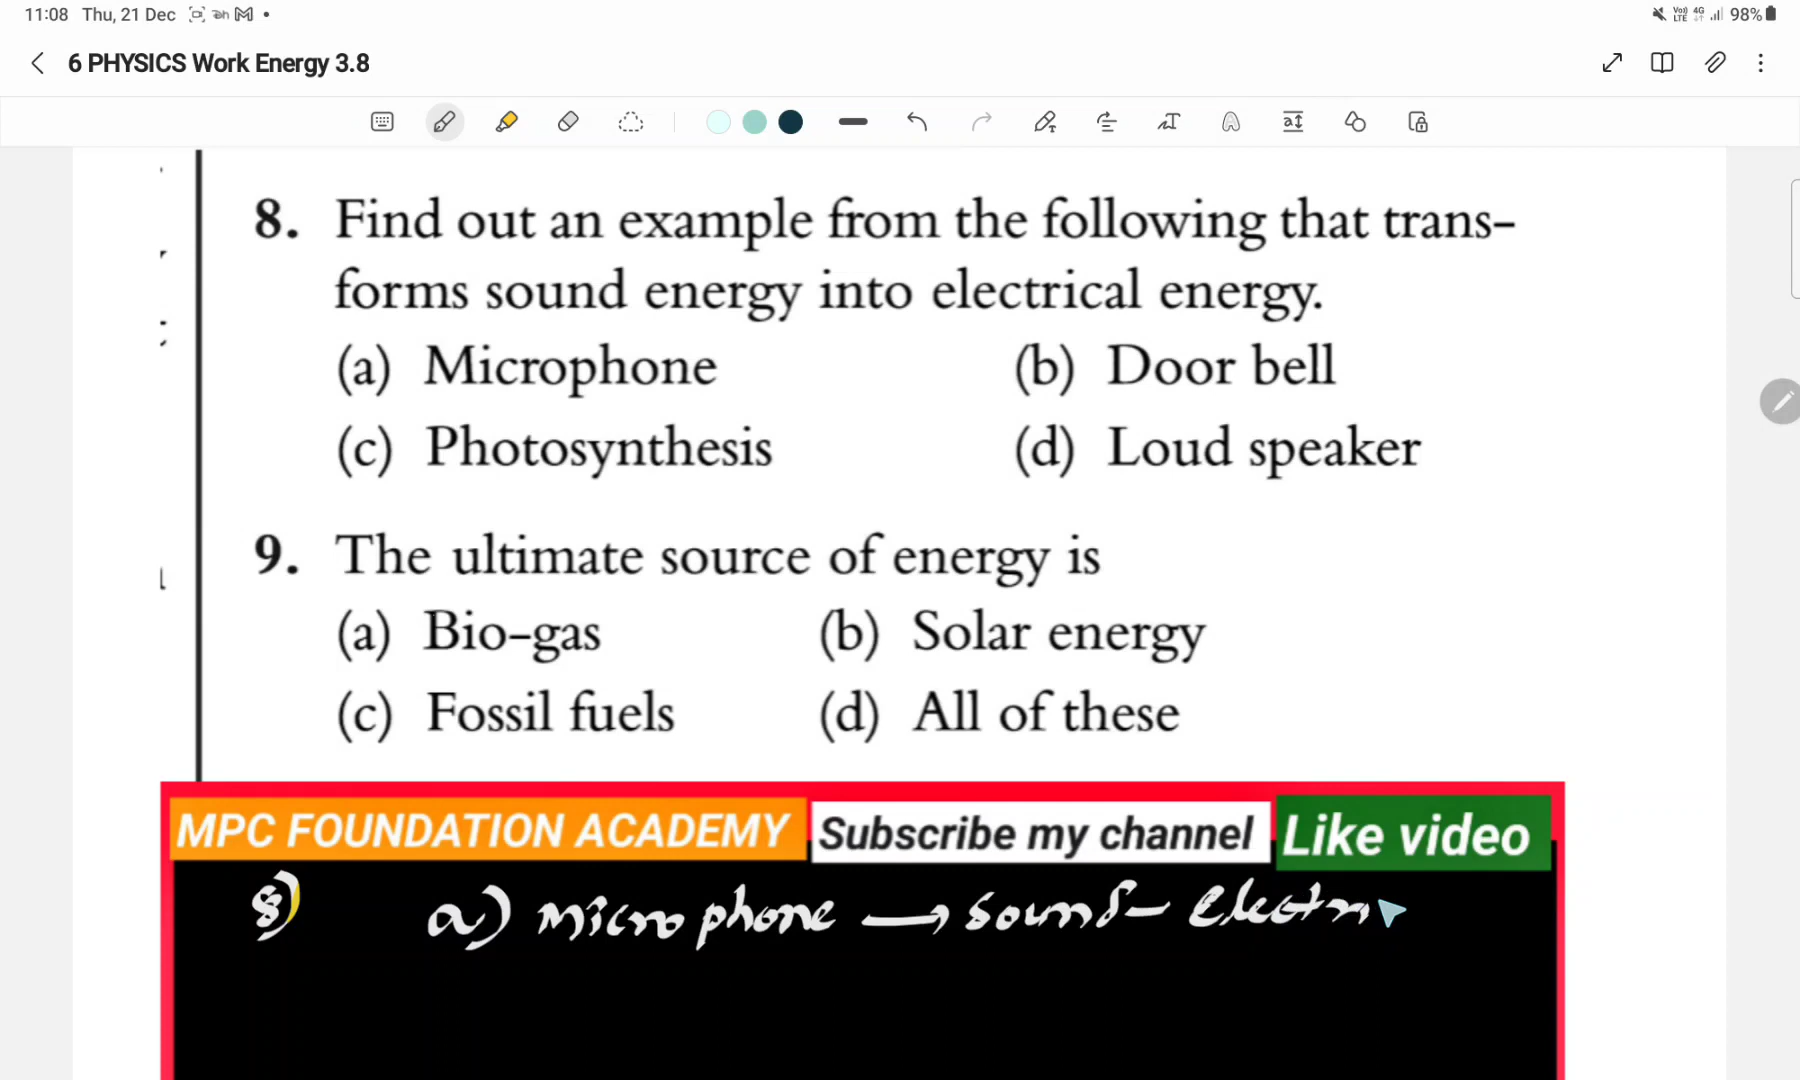 11:08 Thu, 21 Dec
98%
6 PHYSICS Work Energy 3.8
8. Find out an example from the following that trans-
forms sound energy into electrical energy.
(a) Microphone (b) Door bell
(c) Photosynthesis (d) Loud speaker
9. The ultimate source of energy is
(a) Bio-gas (b) Solar energy
(c) Fossil fuels (d) All of these
MPC FOUNDATION ACADEMY Subscribe my channel Like video
8) a) microphone → sound - Electri